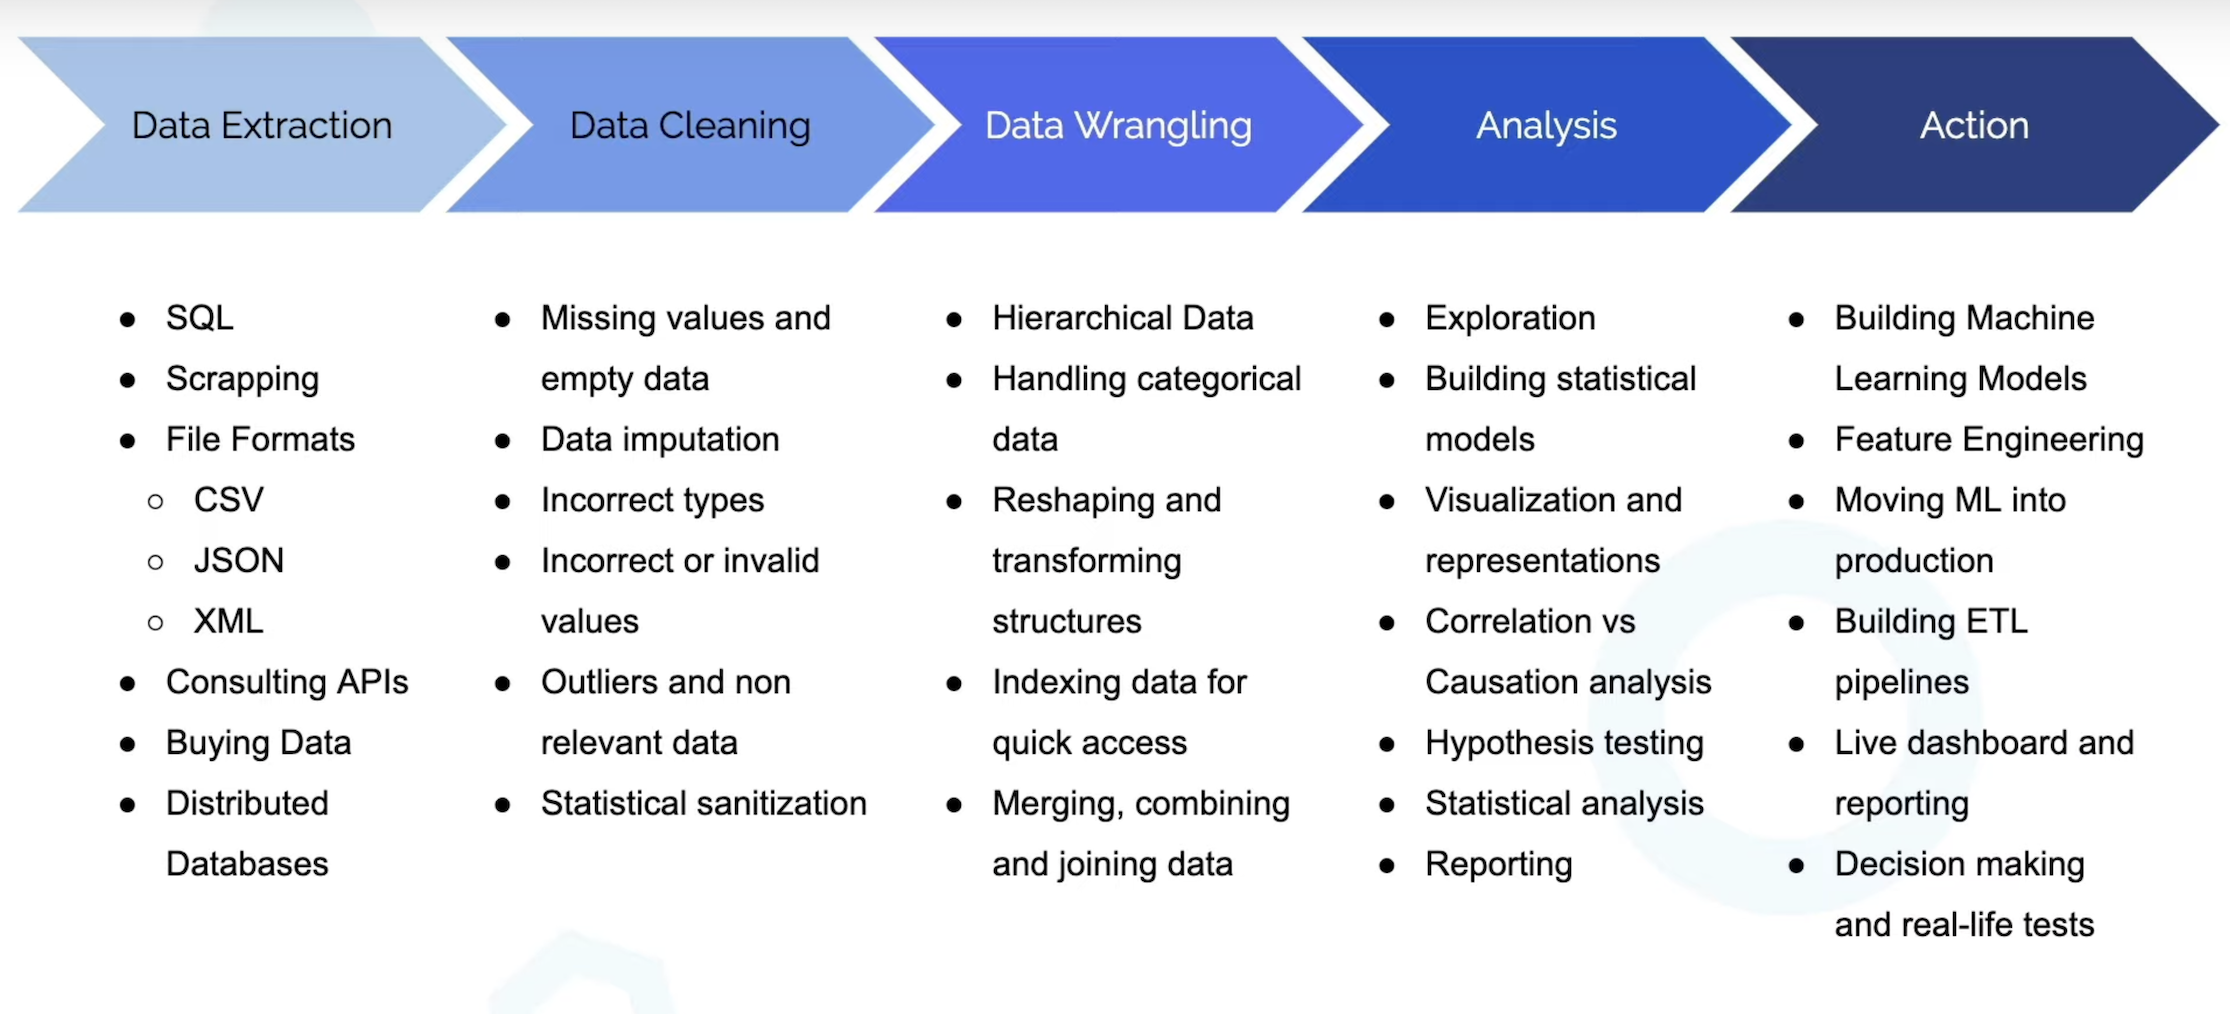 Data Extraction
Data Cleaning
Data Wrangling
Analysis
Action
● SQL
● Scrapping
● File Formats
○ CSV
○ JSON
○ XML
● Consulting APIs
● Buying Data
● Distributed
Databases
● Missing values and
empty data
● Data imputation
● Incorrect types
● Incorrect or invalid
values
● Outliers and non
relevant data
● Statistical sanitization
● Hierarchical Data
● Handling categorical
data
● Reshaping and
transforming
structures
● Indexing data for
quick access
● Merging, combining
and joining data
● Exploration
● Building statistical
models
● Visualization and
representations
● Correlation vs
Causation analysis
● Hypothesis testing
● Statistical analysis
● Reporting
● Building Machine
Learning Models
● Feature Engineering
● Moving ML into
production
● Building ETL
pipelines
● Live dashboard and
reporting
● Decision making
and real-life tests